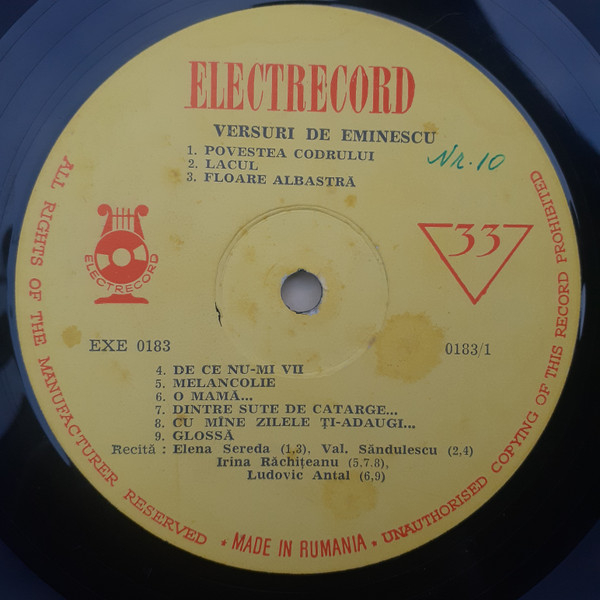 ELECTRECORD
VERSURI DE EMINESCU
1. POVESTEA CODRULUI
2. LACUL
3. FLOARE ALBASTRĂ
Nr. 10
ELECTRECORD
33
EXE 0183
0183/1
4. DE CE NU-MI VII
5. MELANCOLIE
6. O MAMĂ...
7. DINTRE SUTE DE CATARGE...
8. CU MÎNE ZILELE ȚI-ADAUGI...
9. GLOSSĂ
Recită : Elena Sereda (1,3), Val. Săndulescu (2,4)
Irina Răchițeanu (5.7.8),
Ludovic Antal (6,9)
ALL RIGHTS OF THE MANUFACTURER RESERVED ★ MADE IN RUMANIA ★ UNAUTHORISED COPYING OF THIS RECORD PROHIBITED